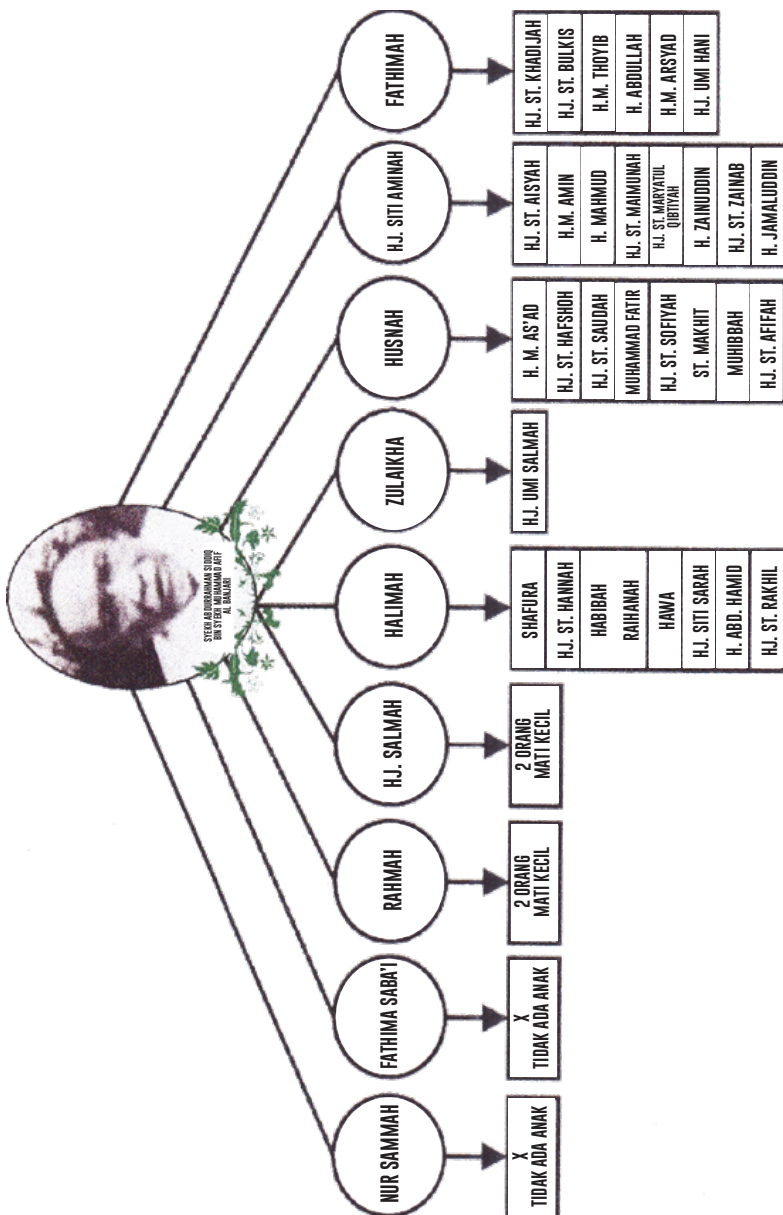 SYEKH ABDURRAHMAN SIDDIQ
BIN SYEKH MUHAMMAD AFIF
AL BANJARI
NUR SAMMAH
X
TIDAK ADA ANAK
FATHIMA SABA'I
X
TIDAK ADA ANAK
RAHMAH
2 ORANG
MATI KECIL
HJ. SALMAH
2 ORANG
MATI KECIL
HALIMAH
SHAFURA
HJ. ST. HANNAH
HABIBAH
RAIHANAH
HAWA
HJ. SITI SARAH
H. ABD. HAMID
HJ. ST. RAKHIL
ZULAIKHA
HJ. UMI SALMAH
HUSNAH
H. M. AS'AD
HJ. ST. HAFSHOH
HJ. ST. SAUDAH
MUHAMMAD FATIR
HJ. ST. SOFIYAH
ST. MAKHIT
MUHIBBAH
HJ. ST. AFIFAH
HJ. SITI AMINAH
HJ. ST. AISYAH
H.M. AMIN
H. MAHMUD
HJ. ST. MAIMUNAH
HJ. ST. MARYATUL
QIBTIYAH
H. ZAINUDDIN
HJ. ST. ZAINAB
H. JAMALUDDIN
FATHIMAH
HJ. ST. KHADIJAH
HJ. ST. BULKIS
H.M. THOYIB
H. ABDULLAH
H.M. ARSYAD
HJ. UMI HANI